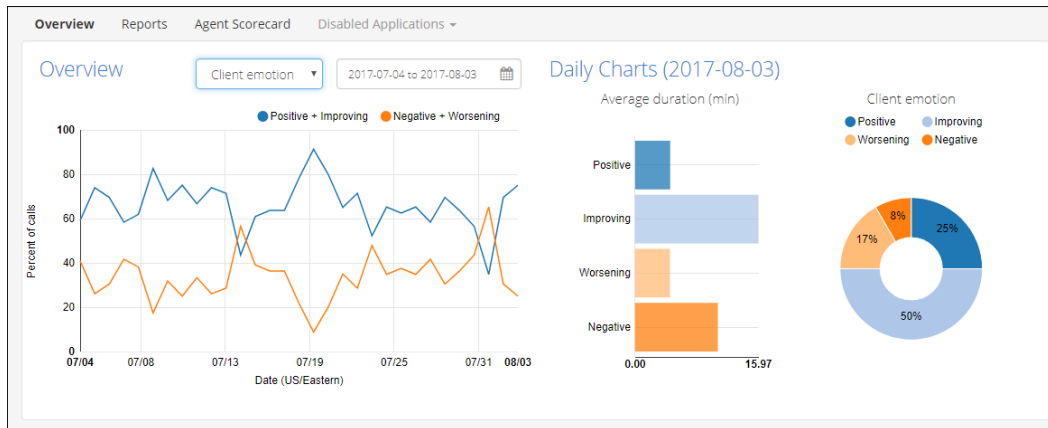 Overview Reports Agent Scorecard Disabled Applications
Overview
Client emotion
2017-07-04 to 2017-08-03
Positive + Improving Negative + Worsening
100
80
60
40
20
0
Percent of calls
07/04 07/08 07/13 07/19 07/25 07/31 08/03
Date (US/Eastern)
Daily Charts (2017-08-03)
Average duration (min)
Positive
Improving
Worsening
Negative
0.00 15.97
Client emotion
Positive Improving
Worsening Negative
8%
25%
17%
50%